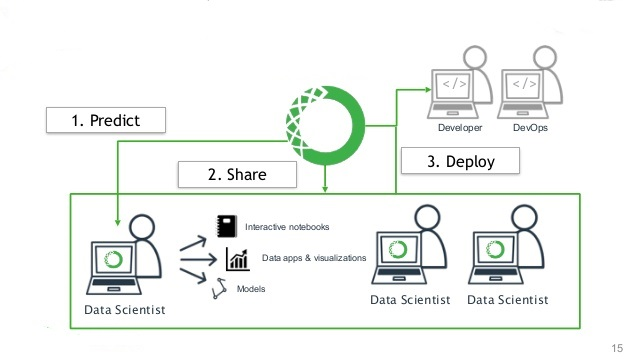 </>
</>
Developer
DevOps
1. Predict
2. Share
3. Deploy
Interactive notebooks
Data apps & visualizations
Models
Data Scientist
Data Scientist
Data Scientist
15